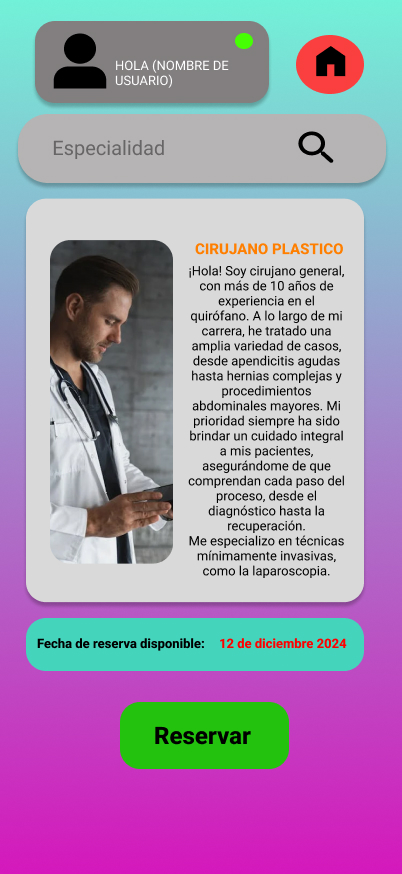 HOLA (NOMBRE DE
USUARIO)
Especialidad
CIRUJANO PLASTICO
¡Hola! Soy cirujano general,
con más de 10 años de
experiencia en el
quirófano. A lo largo de mi
carrera, he tratado una
amplia variedad de casos,
desde apendicitis agudas
hasta hernias complejas y
procedimientos
abdominales mayores. Mi
prioridad siempre ha sido
brindar un cuidado integral
a mis pacientes,
asegurándome de que
comprendan cada paso del
proceso, desde el
diagnóstico hasta la
recuperación.
Me especializo en técnicas
mínimamente invasivas,
como la laparoscopia.
Fecha de reserva disponible: 12 de diciembre 2024
Reservar